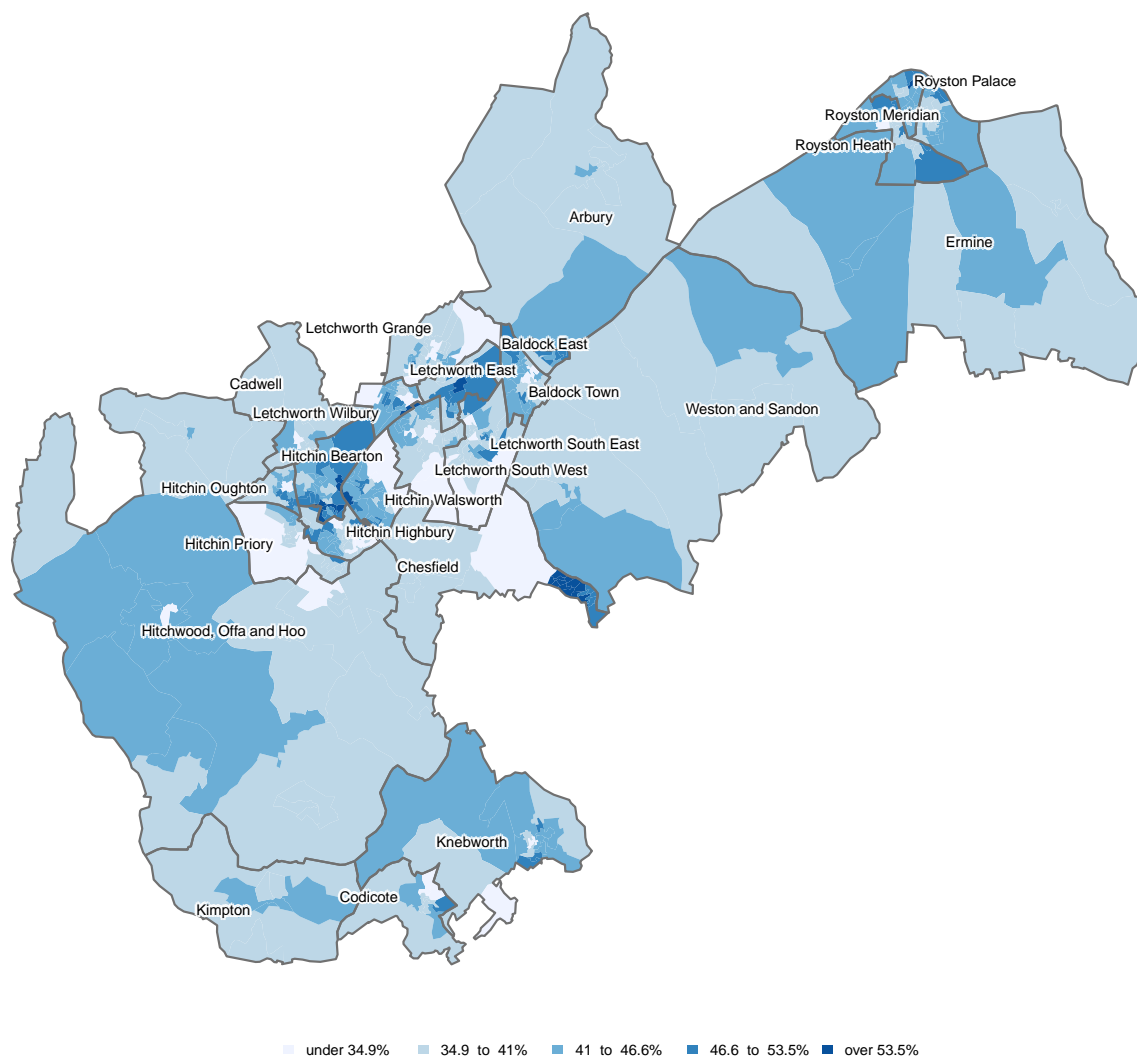 Royston Palace
Royston Meridian
Royston Heath
Arbury
Ermine
Letchworth Grange
Baldock East
Letchworth East
Cadwell
Baldock Town
Letchworth Wilbury
Weston and Sandon
Letchworth South East
Hitchin Bearton
Letchworth South West
Hitchin Oughton
Hitchin Walsworth
Hitchin Highbury
Hitchin Priory
Chesfield
Hitchwood, Offa and Hoo
Knebworth
Codicote
Kimpton
under 34.9% 34.9 to 41% 41 to 46.6% 46.6 to 53.5% over 53.5%